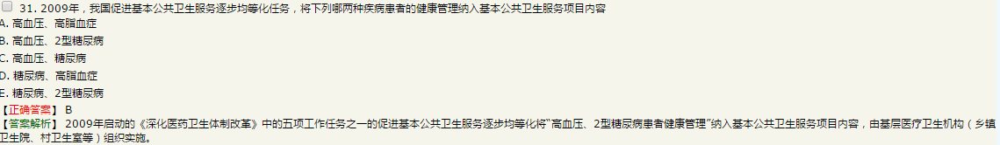 31. 2009年，我国促进基本公共卫生服务逐步均等化任务，将下列哪两种疾病患者的健康管理纳入基本公共卫生服务项目内容
A. 高血压、高脂血症
B. 高血压、2型糖尿病
C. 高血压、糖尿病
D. 糖尿病、高脂血症
E. 糖尿病、2型糖尿病
【正确答案】 B
【答案解析】 2009年启动的《深化医药卫生体制改革》中的五项工作任务之一的促进基本公共卫生服务逐步均等化将“高血压、2型糖尿病患者健康管理”纳入基本公共卫生服务项目内容，由基层医疗卫生机构（乡镇
卫生院、村卫生室等）组织实施。